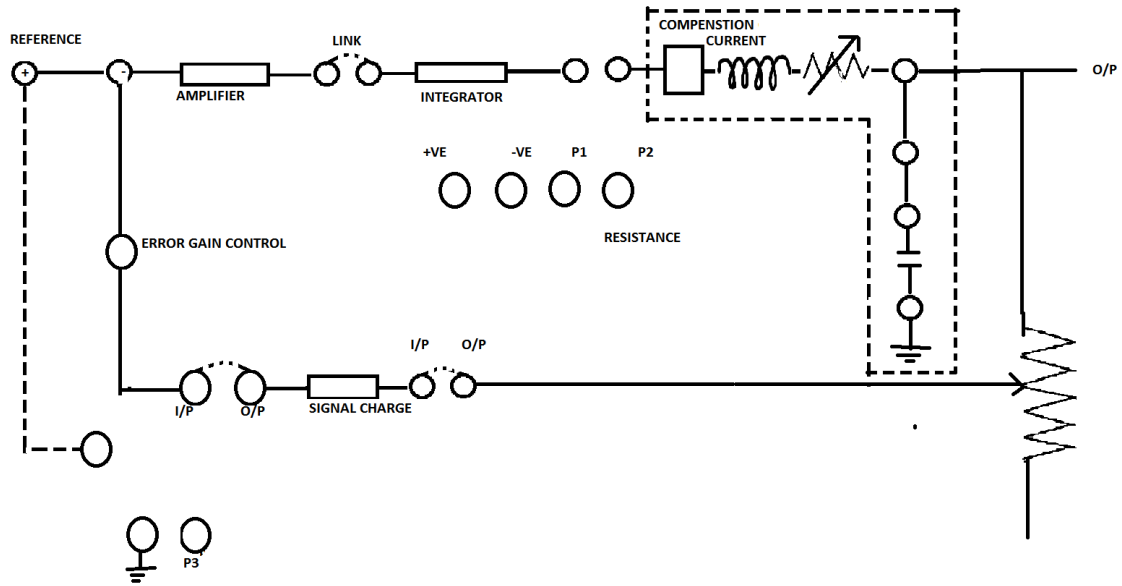 COMPENSTION
CURRENT
REFERENCE
LINK
O/P
+
-
AMPLIFIER
INTEGRATOR
+VE -VE P1 P2
RESISTANCE
ERROR GAIN CONTROL
I/P O/P
I/P O/P SIGNAL CHARGE
P3